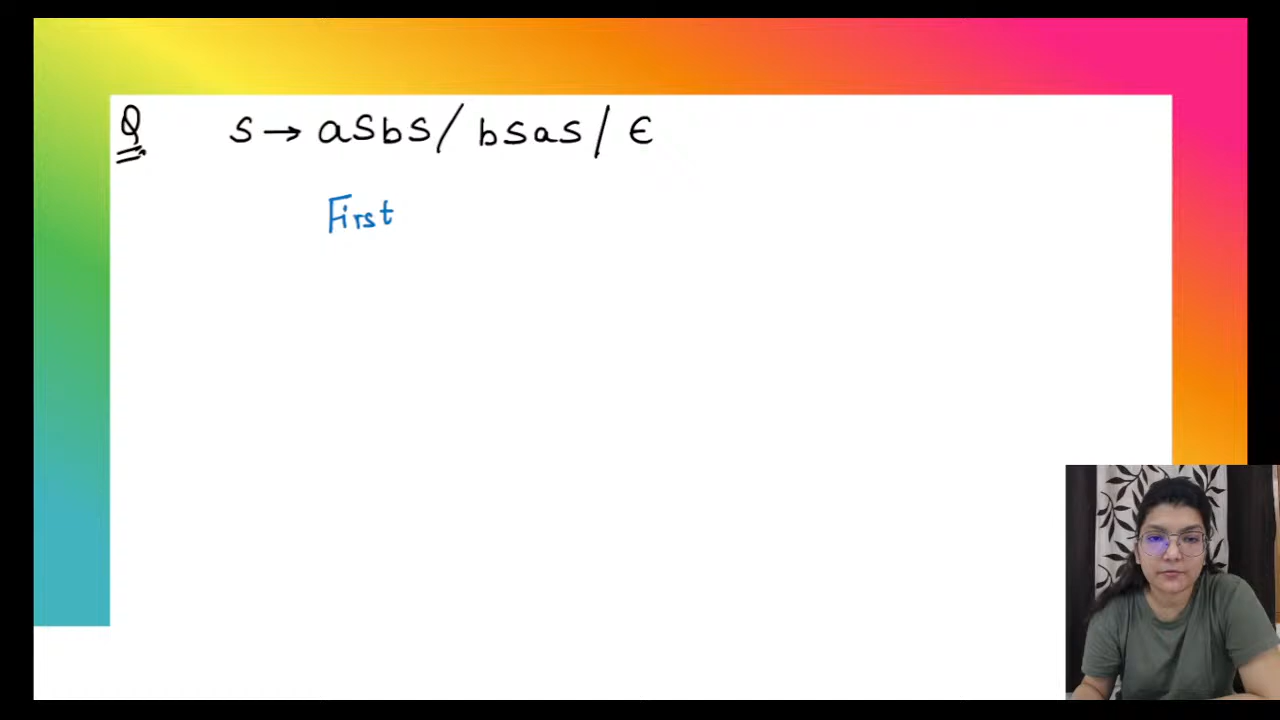 Q S → aSbS / bSaS / ϵ
First